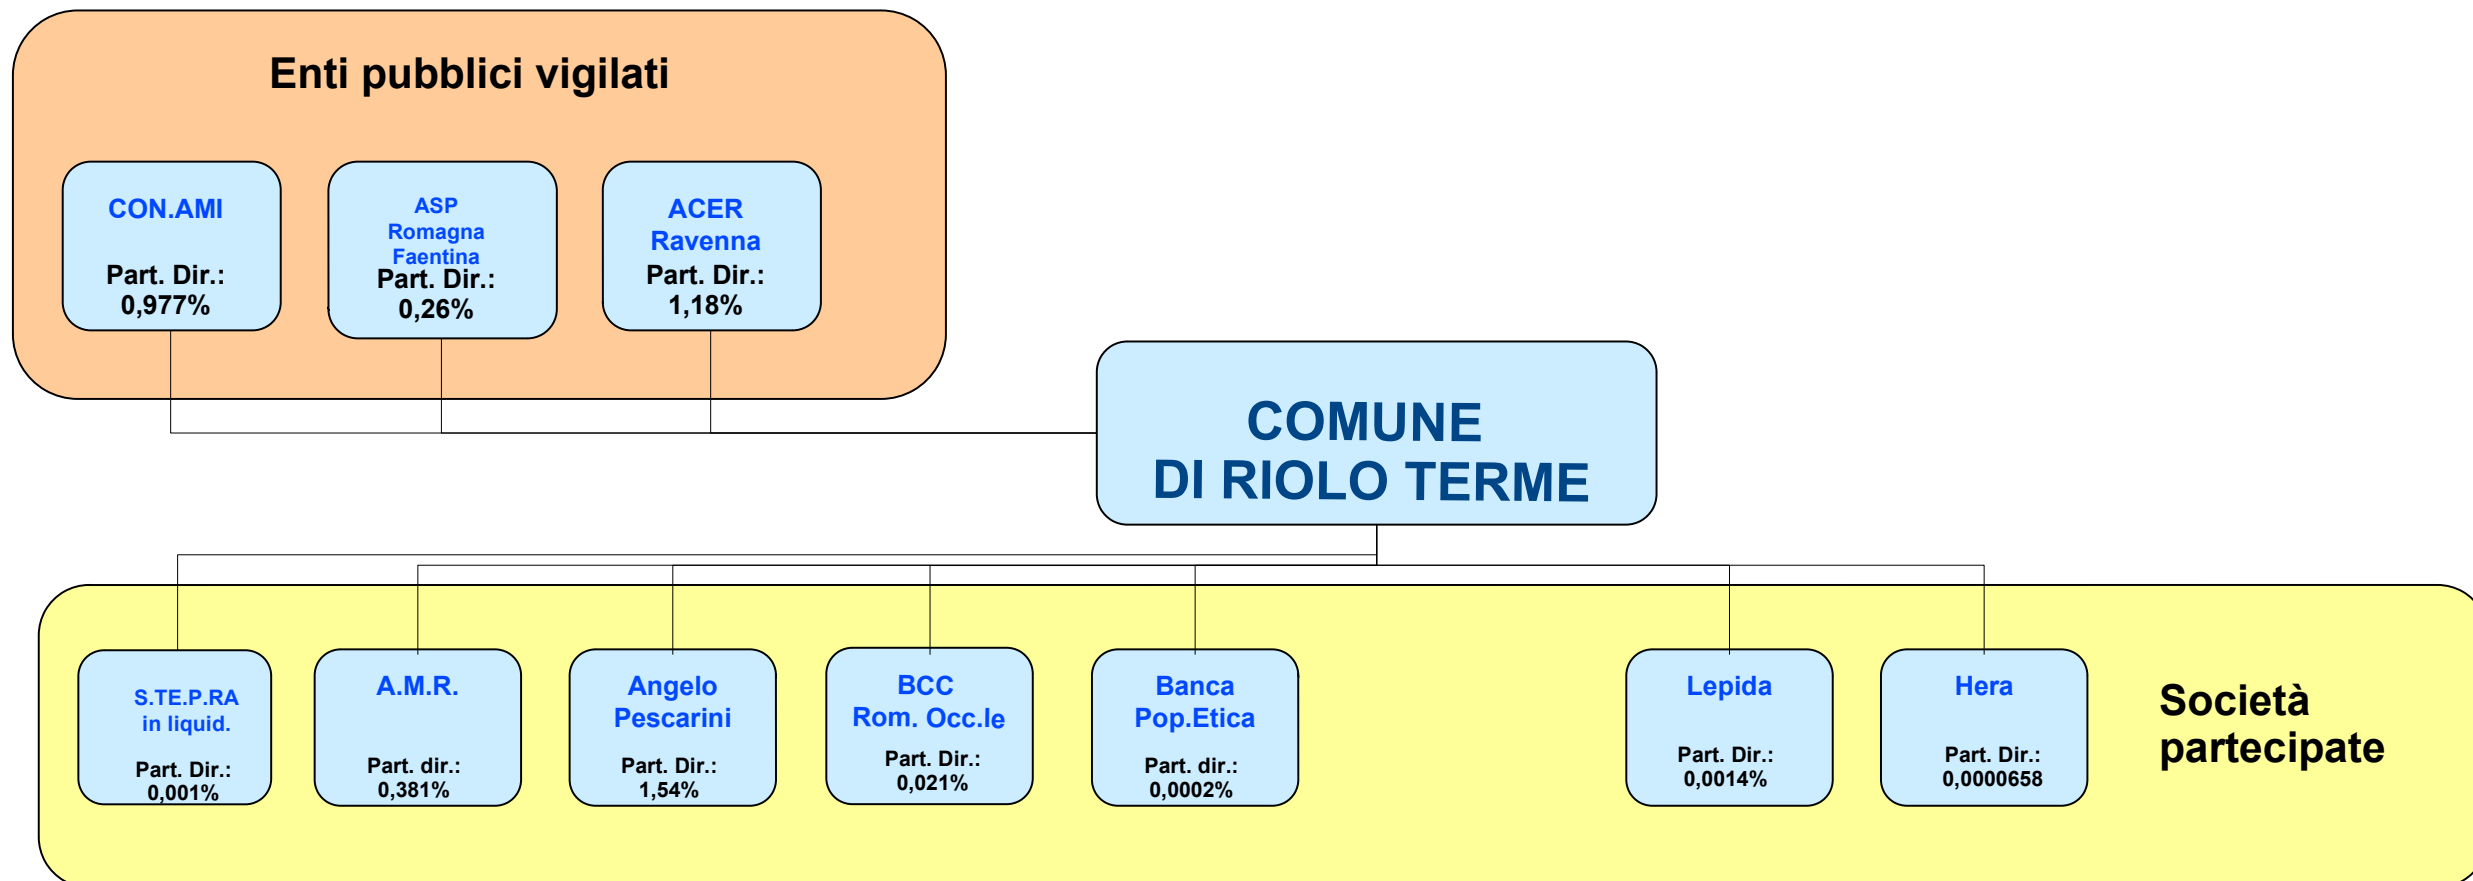 Enti pubblici vigilati
CON.AMI
Part. Dir.:
0,977%
ASP
Romagna
Faentina
Part. Dir.:
0,26%
ACER
Ravenna
Part. Dir.:
1,18%
COMUNE
DI RIOLO TERME
S.TE.P.RA
in liquid.
Part. Dir.:
0,001%
A.M.R.
Part. dir.:
0,381%
Angelo
Pescarini
Part. Dir.:
1,54%
BCC
Rom. Occ.le
Part. Dir.:
0,021%
Banca
Pop.Etica
Part. dir.:
0,0002%
Lepida
Part. Dir.:
0,0014%
Hera
Part. Dir.:
0,0000658
Società
partecipate